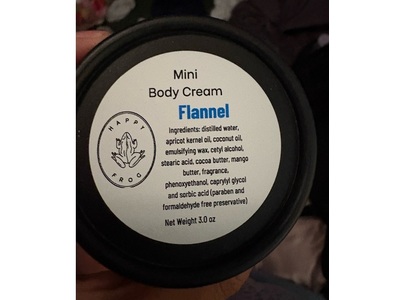 Mini
Body Cream
Flannel
Ingredients: distilled water,
apricot kernel oil, coconut oil,
emulsifying wax, cetyl alcohol,
stearic acid, cocoa butter, mango
butter, fragrance,
phenoxyethanol, caprylyl glycol
and sorbic acid (paraben and
formaldehyde free preservative)
Net Weight 3.0 oz
HAPPY
FROG